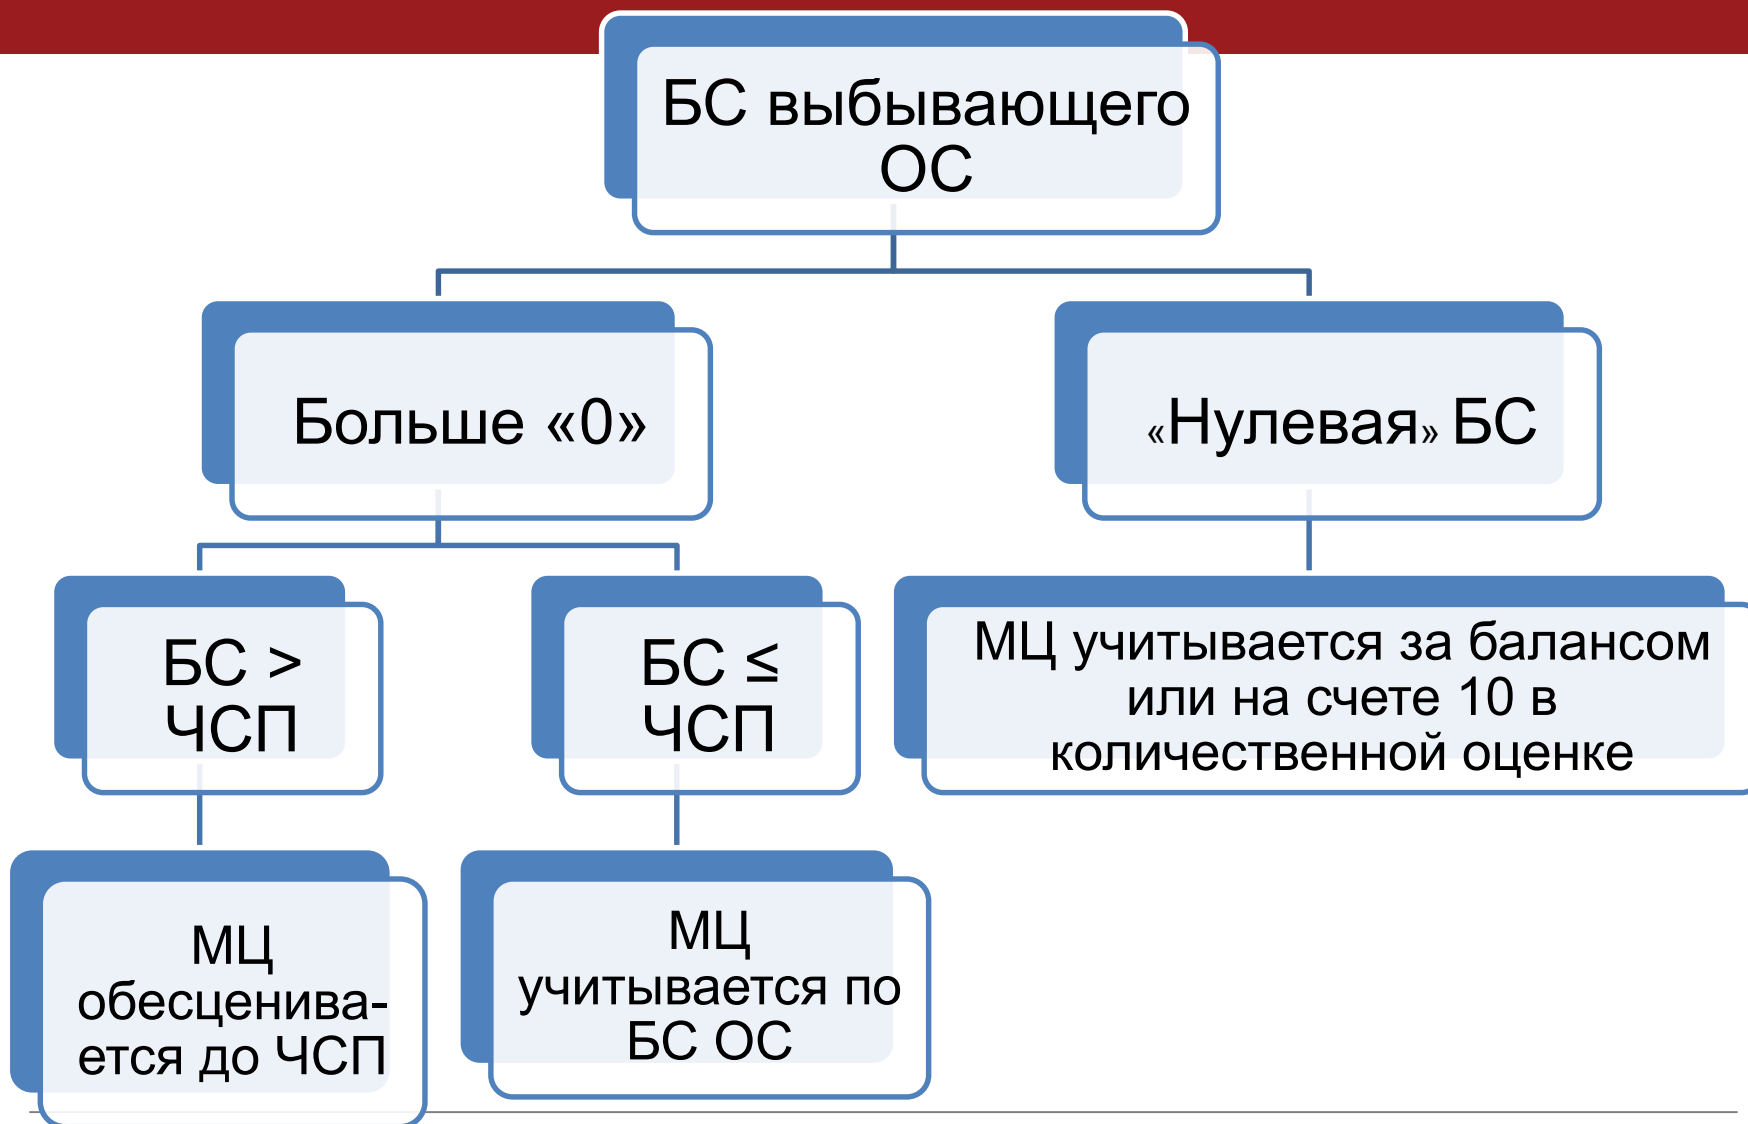 БС выбывающего
ОС
Больше «0»
«Нулевая» БС
БС >
ЧСП
БС ≤
ЧСП
МЦ учитывается за балансом
или на счете 10 в
количественной оценке
МЦ
обесценива-
ется до ЧСП
МЦ
учитывается по
БС ОС